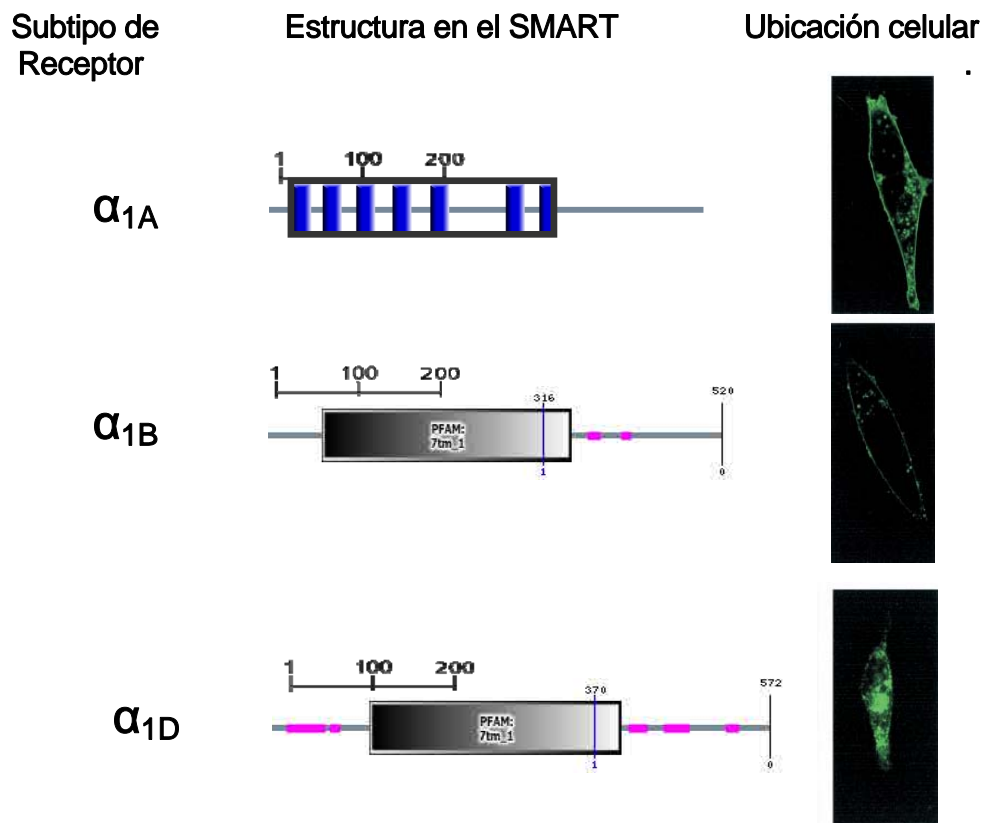 Subtipo de Receptor
Estructura en el SMART
Ubicación celular
.
α1A
1 100 200
α1B
1 100 200
316
520
PFAM:
7tm_1
1
0
α1D
1 100 200
370
572
PFAM:
7tm_1
1
0